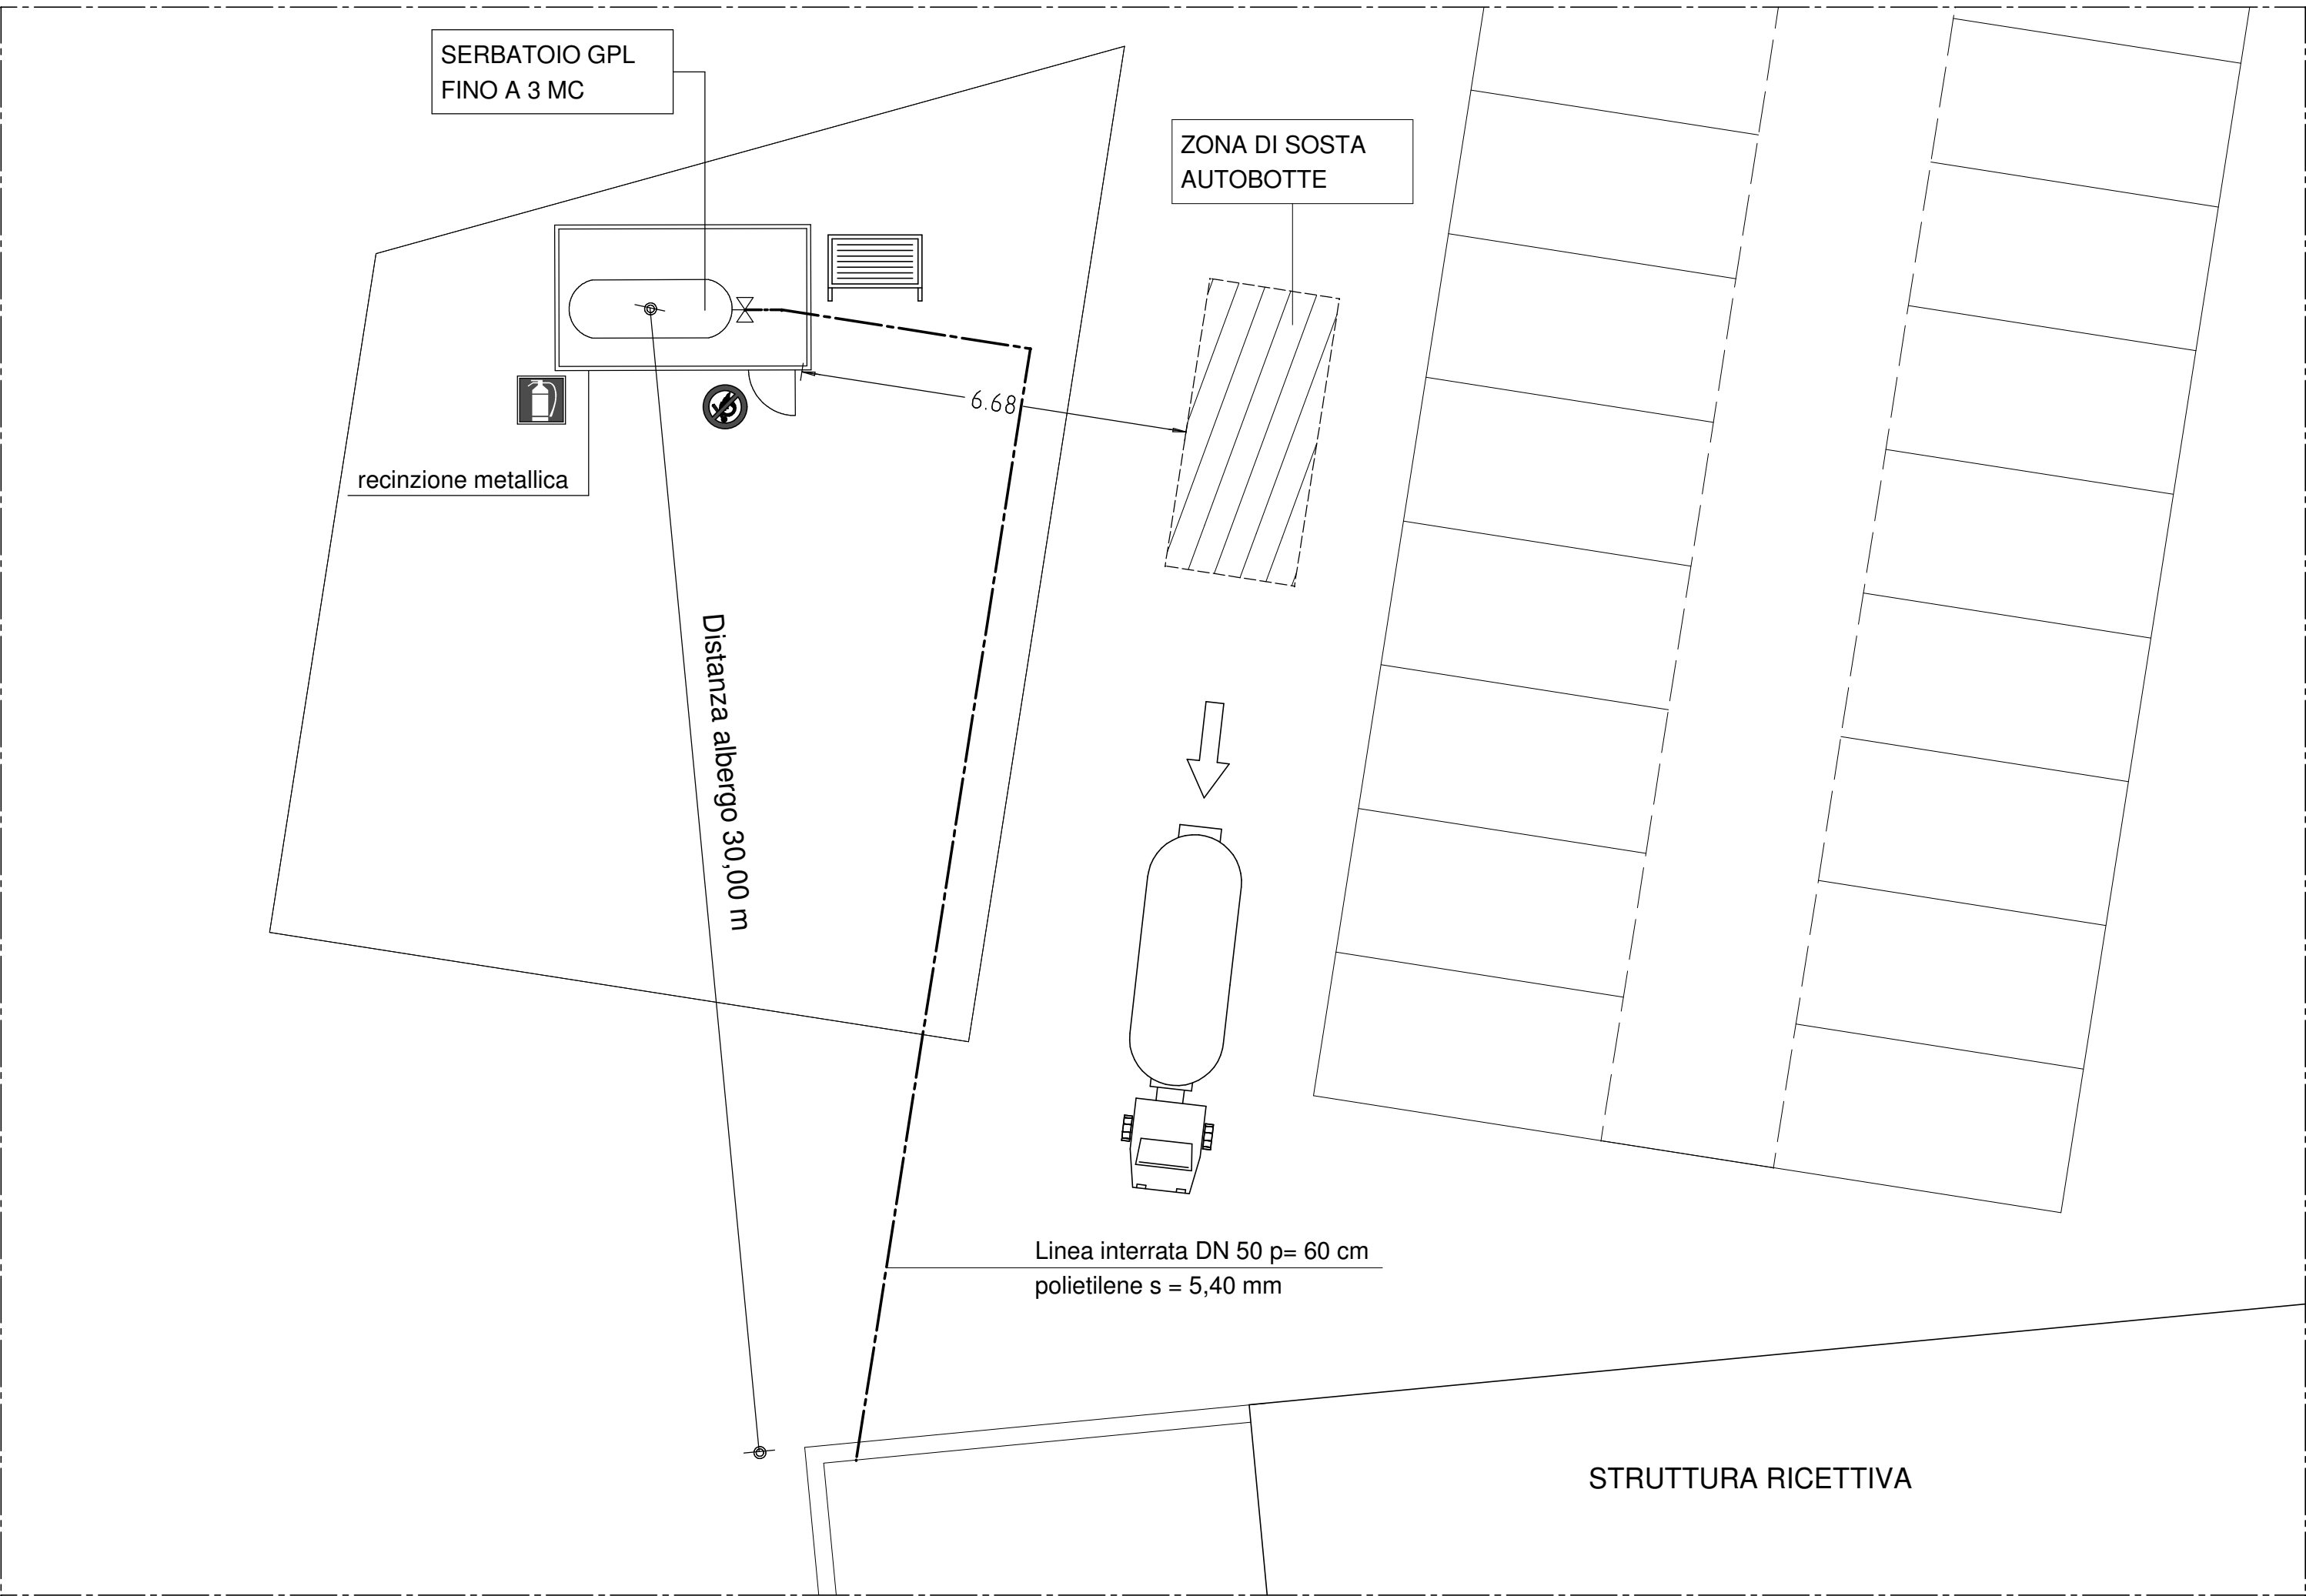 SERBATOIO GPL
FINO A 3 MC
ZONA DI SOSTA
AUTOBOTTE
6.68
recinzione metallica
Distanza albergo 30,00 m
Linea interrata DN 50 p= 60 cm
polietilene s = 5,40 mm
STRUTTURA RICETTIVA